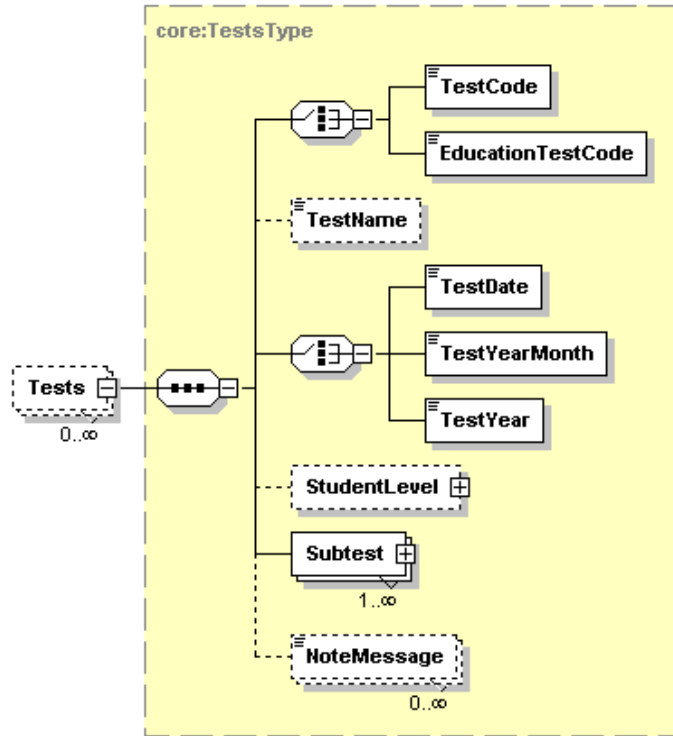 core:TestsType
TestCode
EducationTestCode
TestName
TestDate
TestYearMonth
Tests
0..∞
TestYear
StudentLevel
Subtest
1..∞
NoteMessage
0..∞